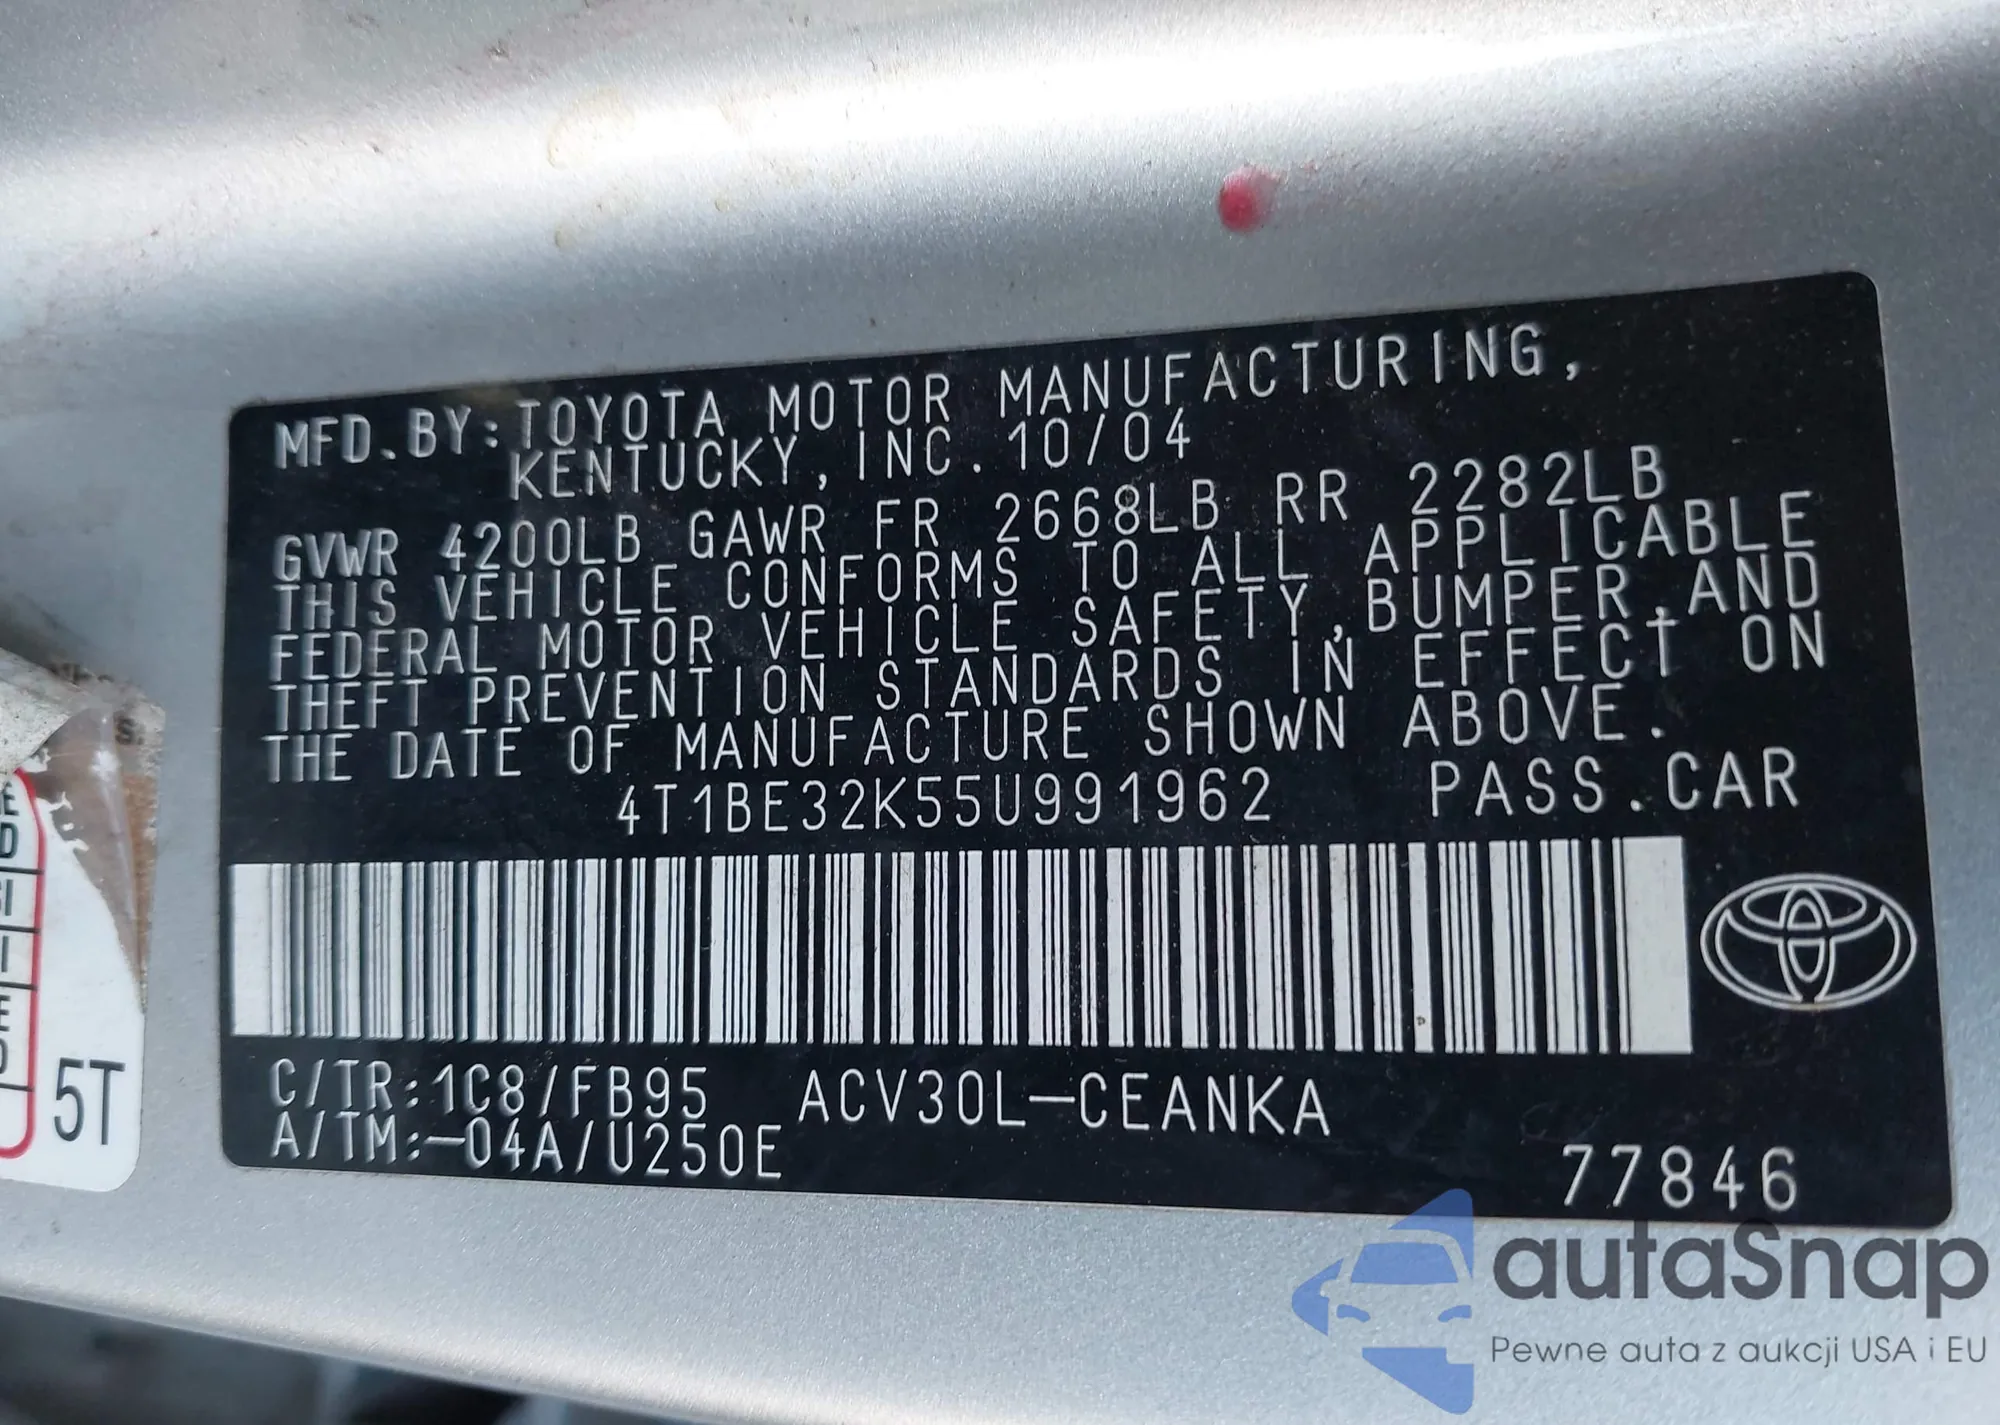 MFD.BY:TOYOTA MOTOR MANUFACTURING,
KENTUCKY, INC. 10/04
GVWR 4200LB GAWR FR 2668LB RR 2282LB
THIS VEHICLE CONFORMS TO ALL APPLICABLE
FEDERAL MOTOR VEHICLE SAFETY, BUMPER,AND
THEFT PREVENTION STANDARDS IN EFFECT ON
THE DATE OF MANUFACTURE SHOWN ABOVE.
4T1BE32K55U991962 PASS.CAR
C/TR:1C8/FB95 ACV30L-CEANKA
A/TM:-04A/U250E
77846
5T
autaSnap
Pewne auta z aukcji USA i EU